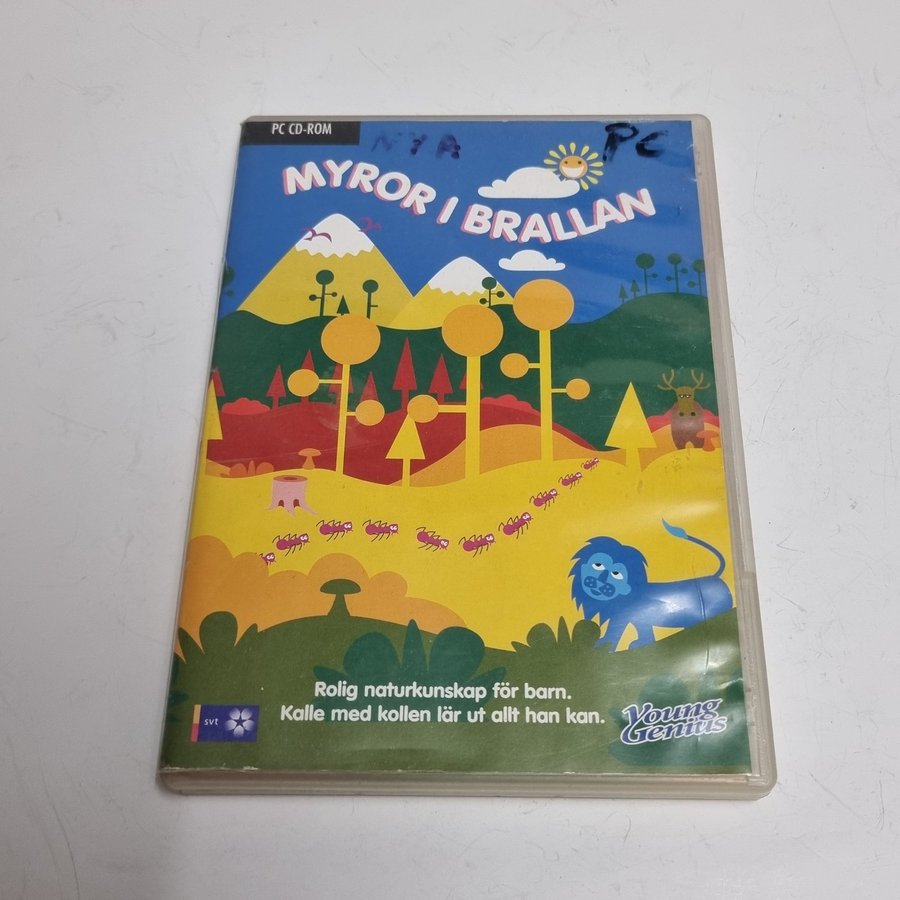 PC CD-ROM
NYA
PC
MYROR I BRALLAN
Rolig naturkunskap för barn.
Kalle med kollen lär ut allt han kan.
svt
Young
Genius